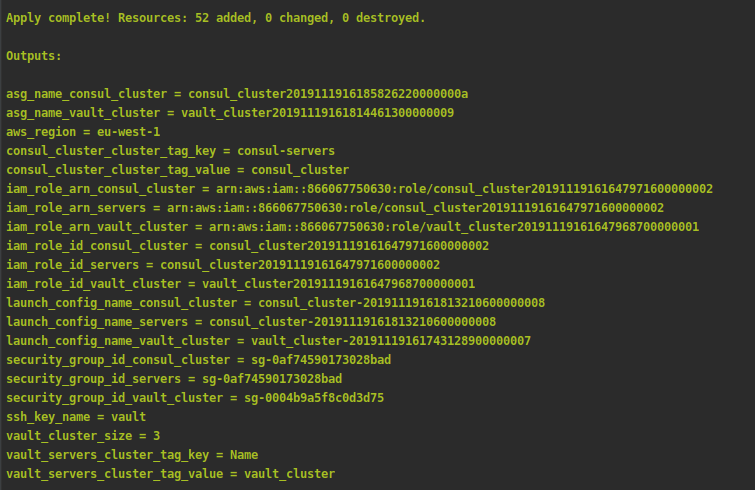 Apply complete! Resources: 52 added, 0 changed, 0 destroyed.
Outputs:
asg_name_consul_cluster = consul_cluster2019111916185826220000000a
asg_name_vault_cluster = vault_cluster20191119161814461300000009
aws_region = eu-west-1
consul_cluster_cluster_tag_key = consul-servers
consul_cluster_cluster_tag_value = consul_cluster
iam_role_arn_consul_cluster = arn:aws:iam::866067750630:role/consul_cluster20191119161647971600000002
iam_role_arn_servers = arn:aws:iam::866067750630:role/consul_cluster20191119161647971600000002
iam_role_arn_vault_cluster = arn:aws:iam::866067750630:role/vault_cluster20191119161647968700000001
iam_role_id_consul_cluster = consul_cluster20191119161647971600000002
iam_role_id_servers = consul_cluster20191119161647971600000002
iam_role_id_vault_cluster = vault_cluster20191119161647968700000001
launch_config_name_consul_cluster = consul_cluster-20191119161813210600000008
launch_config_name_servers = consul_cluster-20191119161813210600000008
launch_config_name_vault_cluster = vault_cluster-20191119161743128900000007
security_group_id_consul_cluster = sg-0af74590173028bad
security_group_id_servers = sg-0af74590173028bad
security_group_id_vault_cluster = sg-0004b9a5f8c0d3d75
ssh_key_name = vault
vault_cluster_size = 3
vault_servers_cluster_tag_key = Name
vault_servers_cluster_tag_value = vault_cluster